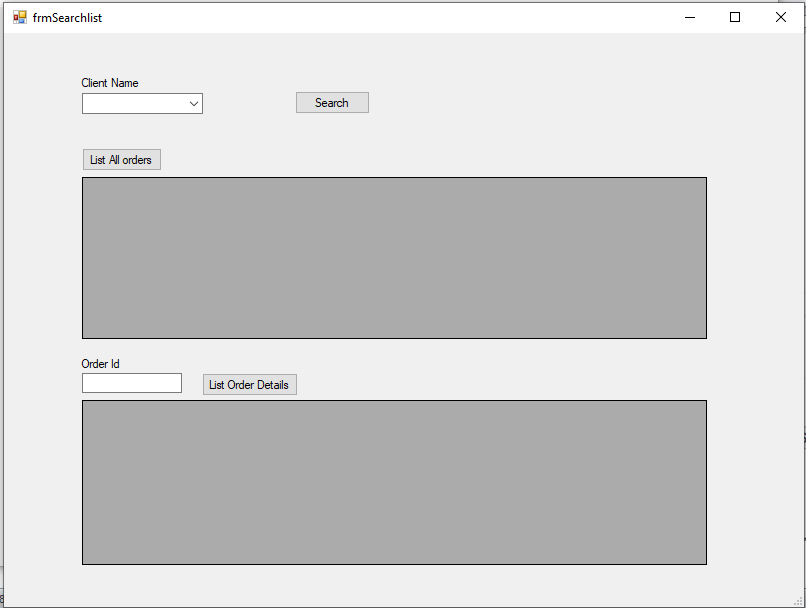 frmSearchlist
Client Name
Search
List All orders
Order Id
List Order Details